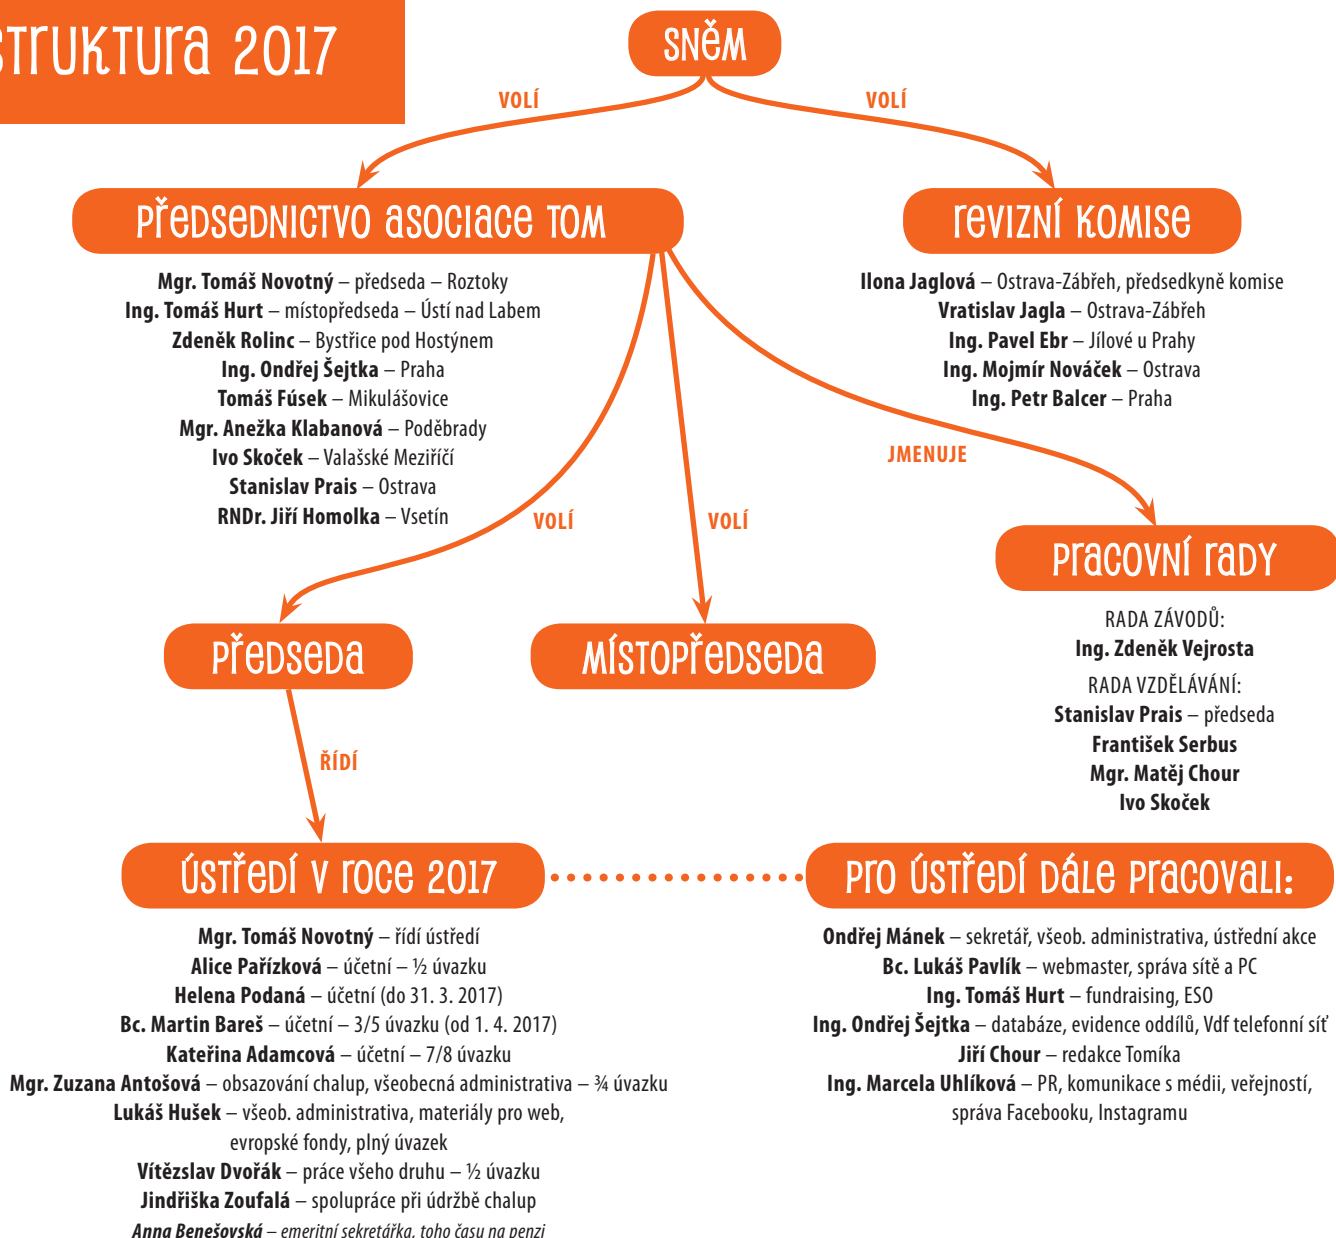 STRUKTURA 2017
SNĚM
VOLÍ
VOLÍ
PŘEDSEDNICTVO ASOCIACE TOM
Mgr. Tomáš Novotný – předseda – Roztoky
Ing. Tomáš Hurt – místopředseda – Ústí nad Labem
Zdeněk Rolinc – Bystřice pod Hostýnem
Ing. Ondřej Šejtka – Praha
Tomáš Fúsek – Mikulášovice
Mgr. Anežka Klabanová – Poděbrady
Ivo Skoček – Valašské Meziříčí
Stanislav Prais – Ostrava
RNDr. Jiří Homolka – Vsetín
REVIZNÍ KOMISE
Ilona Jaglová – Ostrava-Zábřeh, předsedkyně komise
Vratislav Jagla – Ostrava-Zábřeh
Ing. Pavel Ebr – Jílové u Prahy
Ing. Mojmír Nováček – Ostrava
Ing. Petr Balcer – Praha
JMENUJE
VOLÍ
VOLÍ
PRACOVNÍ RADY
RADA ZÁVODŮ:
Ing. Zdeněk Vejrosta
RADA VZDĚLÁVÁNÍ:
Stanislav Prais – předseda
František Serbus
Mgr. Matěj Chour
Ivo Skoček
PŘEDSEDA
MÍSTOPŘEDSEDA
ŘÍDÍ
ÚSTŘEDÍ V ROCE 2017
Mgr. Tomáš Novotný – řídí ústředí
Alice Pařízková – účetní – ½ úvazku
Helena Podaná – účetní (do 31. 3. 2017)
Bc. Martin Bareš – účetní – 3/5 úvazku (od 1. 4. 2017)
Kateřina Adamcová – účetní – 7/8 úvazku
Mgr. Zuzana Antošová – obsazování chalup, všeobecná administrativa – ¾ úvazku
Lukáš Hušek – všeob. administrativa, materiály pro web,
evropské fondy, plný úvazek
Vítězslav Dvořák – práce všeho druhu – ½ úvazku
Jindřiška Zoufalá – spolupráce při údržbě chalup
Anna Benešovská – emeritní sekretářka, toho času na penzi
PRO ÚSTŘEDÍ DÁLE PRACOVALI:
Ondřej Mánek – sekretář, všeob. administrativa, ústřední akce
Bc. Lukáš Pavlík – webmaster, správa sítě a PC
Ing. Tomáš Hurt – fundraising, ESO
Ing. Ondřej Šejtka – databáze, evidence oddílů, Vdf telefonní síť
Jiří Chour – redakce Tomíka
Ing. Marcela Uhlíková – PR, komunikace s médii, veřejností,
správa Facebooku, Instagramu